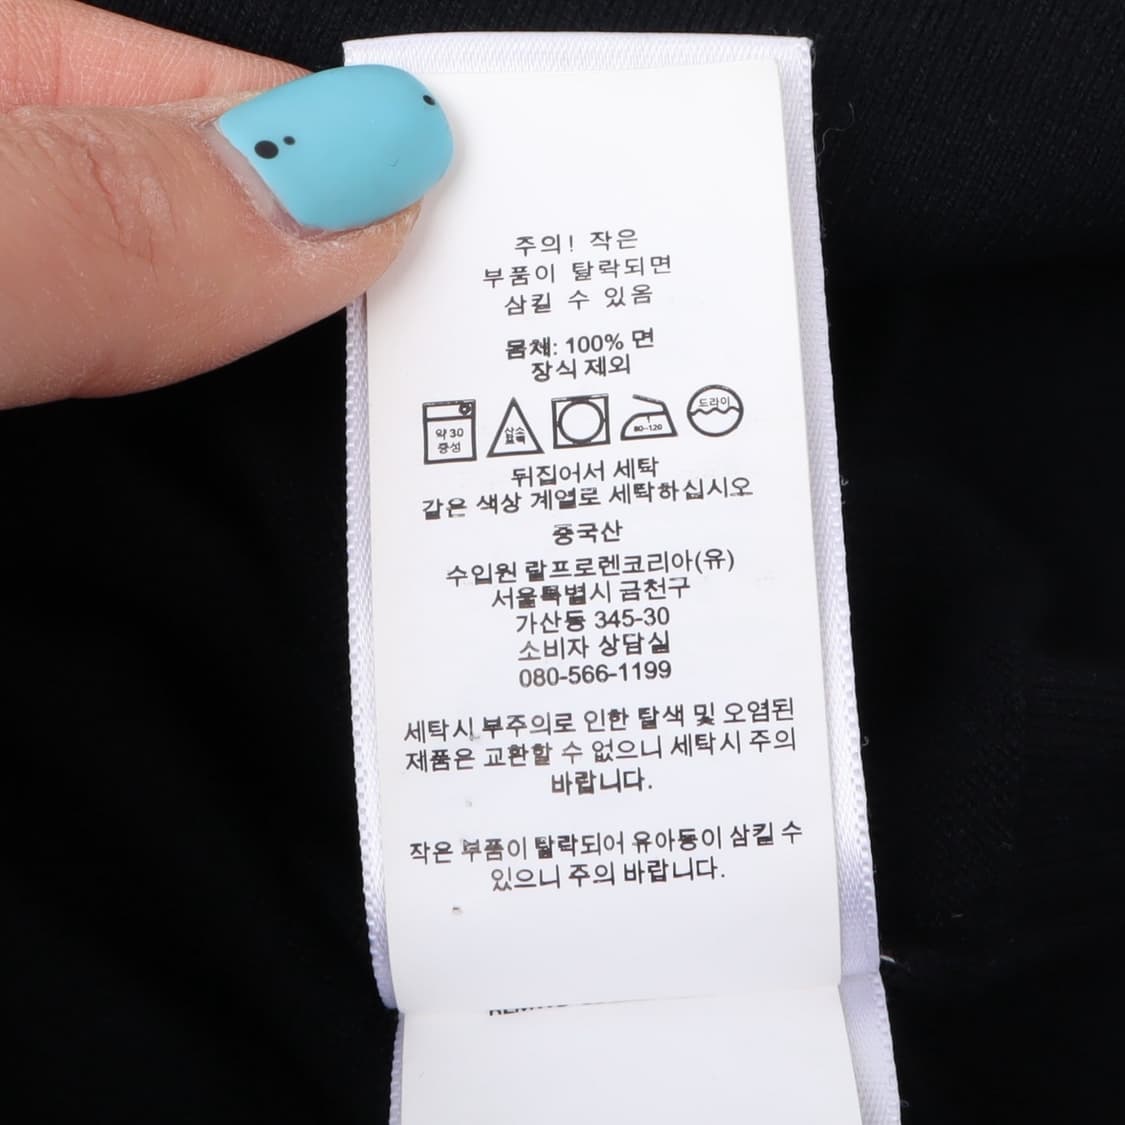 주의! 작은
부품이 탈락되면
삼킬 수 있음
몸체: 100% 면
장식 제외
약 30
중성
산소
표백
80~120
드라이
뒤집어서 세탁
같은 색상 계열로 세탁하십시오
중국산
수입원 랄프로렌코리아(유)
서울특별시 금천구
가산동 345-30
소비자 상담실
080-566-1199
세탁시 부주의로 인한 탈색 및 오염된
제품은 교환할 수 없으니 세탁시 주의
바랍니다.
작은 부품이 탈락되어 유아동이 삼킬 수
있으니 주의 바랍니다.